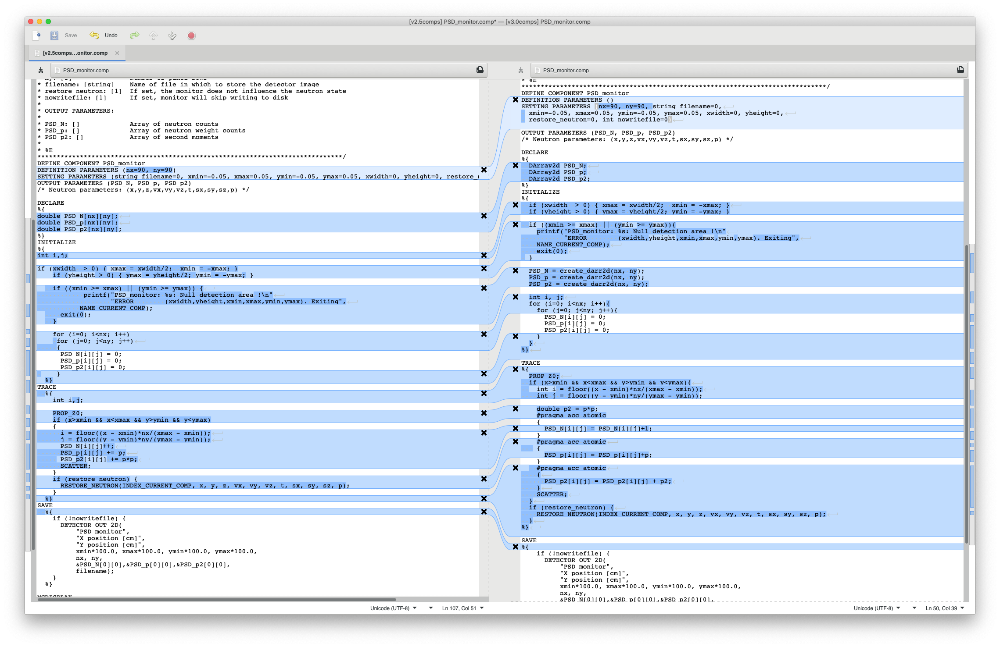 [v2.5comps] PSD_monitor.comp* — [v3.0comps] PSD_monitor.comp
Save
Undo
[v2.5comps...onitor.comp
PSD_monitor.comp
* filename: [string]    Name of file in which to store the detector image
* restore_neutron: [1]  If set, the monitor does not influence the neutron state
* nowritefile: [1]      If set, monitor will skip writing to disk
*
* OUTPUT PARAMETERS:
*
* PSD_N: []             Array of neutron counts
* PSD_p: []             Array of neutron weight counts
* PSD_p2: []            Array of second moments
*
* %E
*******************************************************************************/
DEFINE COMPONENT PSD_monitor
DEFINITION PARAMETERS (nx=90, ny=90)
SETTING PARAMETERS (string filename=0, xmin=-0.05, xmax=0.05, ymin=-0.05, ymax=0.05, xwidth=0, yheight=0, restore_
OUTPUT PARAMETERS (PSD_N, PSD_p, PSD_p2)
/* Neutron parameters: (x,y,z,vx,vy,vz,t,sx,sy,sz,p) */
DECLARE
%{
double PSD_N[nx][ny];
double PSD_p[nx][ny];
double PSD_p2[nx][ny];
%}
INITIALIZE
%{
int i,j;
if (xwidth  > 0) { xmax = xwidth/2;  xmin = -xmax; }
    if (yheight > 0) { ymax = yheight/2; ymin = -ymax; }
    if ((xmin >= xmax) || (ymin >= ymax)) {
            printf("PSD_monitor: %s: Null detection area !\n"
                   "ERROR        (xwidth,yheight,xmin,xmax,ymin,ymax). Exiting",
           NAME_CURRENT_COMP);
      exit(0);
    }
    for (i=0; i<nx; i++)
     for (j=0; j<ny; j++)
     {
      PSD_N[i][j] = 0;
      PSD_p[i][j] = 0;
      PSD_p2[i][j] = 0;
     }
  %}
TRACE
  %{
    int i,j;
    PROP_Z0;
    if (x>xmin && x<xmax && y>ymin && y<ymax)
    {
      i = floor((x - xmin)*nx/(xmax - xmin));
      j = floor((y - ymin)*ny/(ymax - ymin));
      PSD_N[i][j]++;
      PSD_p[i][j] += p;
      PSD_p2[i][j] += p*p;
      SCATTER;
    }
    if (restore_neutron) {
      RESTORE_NEUTRON(INDEX_CURRENT_COMP, x, y, z, vx, vy, vz, t, sx, sy, sz, p);
    }
  %}
SAVE
  %{
    if (!nowritefile) {
      DETECTOR_OUT_2D(
          "PSD monitor",
          "X position [cm]",
          "Y position [cm]",
          xmin*100.0, xmax*100.0, ymin*100.0, ymax*100.0,
          nx, ny,
          &PSD_N[0][0],&PSD_p[0][0],&PSD_p2[0][0],
          filename);
    }
  %}
Unicode (UTF-8)
Ln 107, Col 51
PSD_monitor.comp
* %E
*******************************************************************************/
DEFINE COMPONENT PSD_monitor
DEFINITION PARAMETERS ()
SETTING PARAMETERS (nx=90, ny=90, string filename=0,
  xmin=-0.05, xmax=0.05, ymin=-0.05, ymax=0.05, xwidth=0, yheight=0,
  restore_neutron=0, int nowritefile=0)
OUTPUT PARAMETERS (PSD_N, PSD_p, PSD_p2)
/* Neutron parameters: (x,y,z,vx,vy,vz,t,sx,sy,sz,p) */
DECLARE
%{
  DArray2d PSD_N;
  DArray2d PSD_p;
  DArray2d PSD_p2;
%}
INITIALIZE
%{
  if (xwidth  > 0) { xmax = xwidth/2;  xmin = -xmax; }
  if (yheight > 0) { ymax = yheight/2; ymin = -ymax; }
  if ((xmin >= xmax) || (ymin >= ymax)){
    printf("PSD_monitor: %s: Null detection area !\n"
           "ERROR        (xwidth,yheight,xmin,xmax,ymin,ymax). Exiting",
    NAME_CURRENT_COMP);
    exit(0);
  }
  PSD_N = create_darr2d(nx, ny);
  PSD_p = create_darr2d(nx, ny);
  PSD_p2 = create_darr2d(nx, ny);
  int i, j;
  for (i=0; i<nx; i++){
    for (j=0; j<ny; j++){
      PSD_N[i][j] = 0;
      PSD_p[i][j] = 0;
      PSD_p2[i][j] = 0;
    }
  }
%}
TRACE
%{
  PROP_Z0;
  if (x>xmin && x<xmax && y>ymin && y<ymax){
    int i = floor((x - xmin)*nx/(xmax - xmin));
    int j = floor((y - ymin)*ny/(ymax - ymin));
    double p2 = p*p;
    #pragma acc atomic
    {
      PSD_N[i][j] = PSD_N[i][j]+1;
    }
    #pragma acc atomic
    {
      PSD_p[i][j] = PSD_p[i][j]+p;
    }
    #pragma acc atomic
    {
      PSD_p2[i][j] = PSD_p2[i][j] + p2;
    }
    SCATTER;
  }
  if (restore_neutron) {
    RESTORE_NEUTRON(INDEX_CURRENT_COMP, x, y, z, vx, vy, vz, t, sx, sy, sz, p);
  }
%}
SAVE
%{
    if (!nowritefile) {
      DETECTOR_OUT_2D(
          "PSD monitor",
          "X position [cm]",
          "Y position [cm]",
          xmin*100.0, xmax*100.0, ymin*100.0, ymax*100.0,
          nx, ny,
          &PSD_N[0][0],&PSD_p[0][0],&PSD_p2[0][0],
Unicode (UTF-8)
Ln 50, Col 39